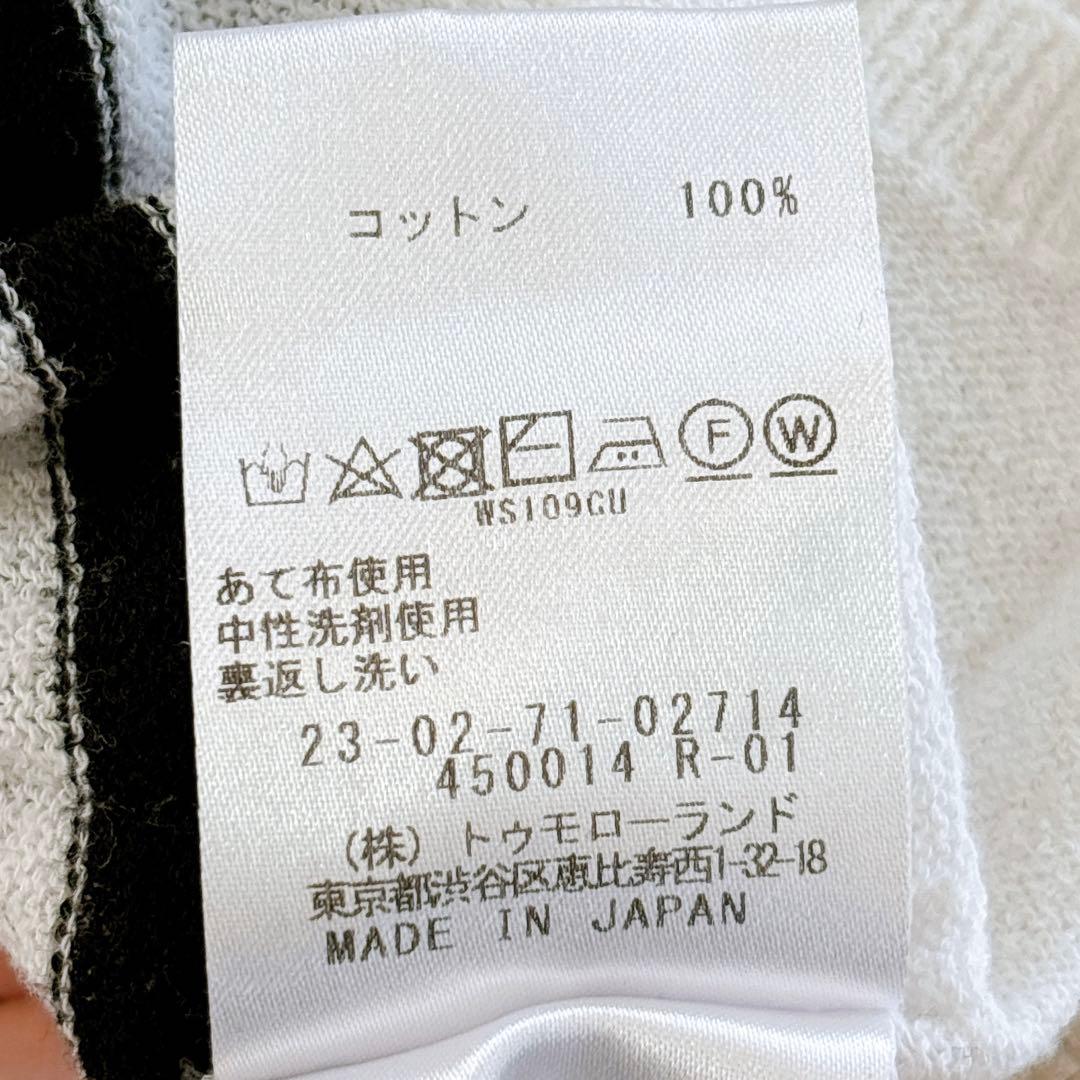 コットン 100%
F W
WS109GU
あて布使用
中性洗剤使用
裏返し洗い
23-02-71-02714
450014 R-01
(株) トゥモローランド
東京都渋谷区恵比寿西1-32-18
MADE IN JAPAN